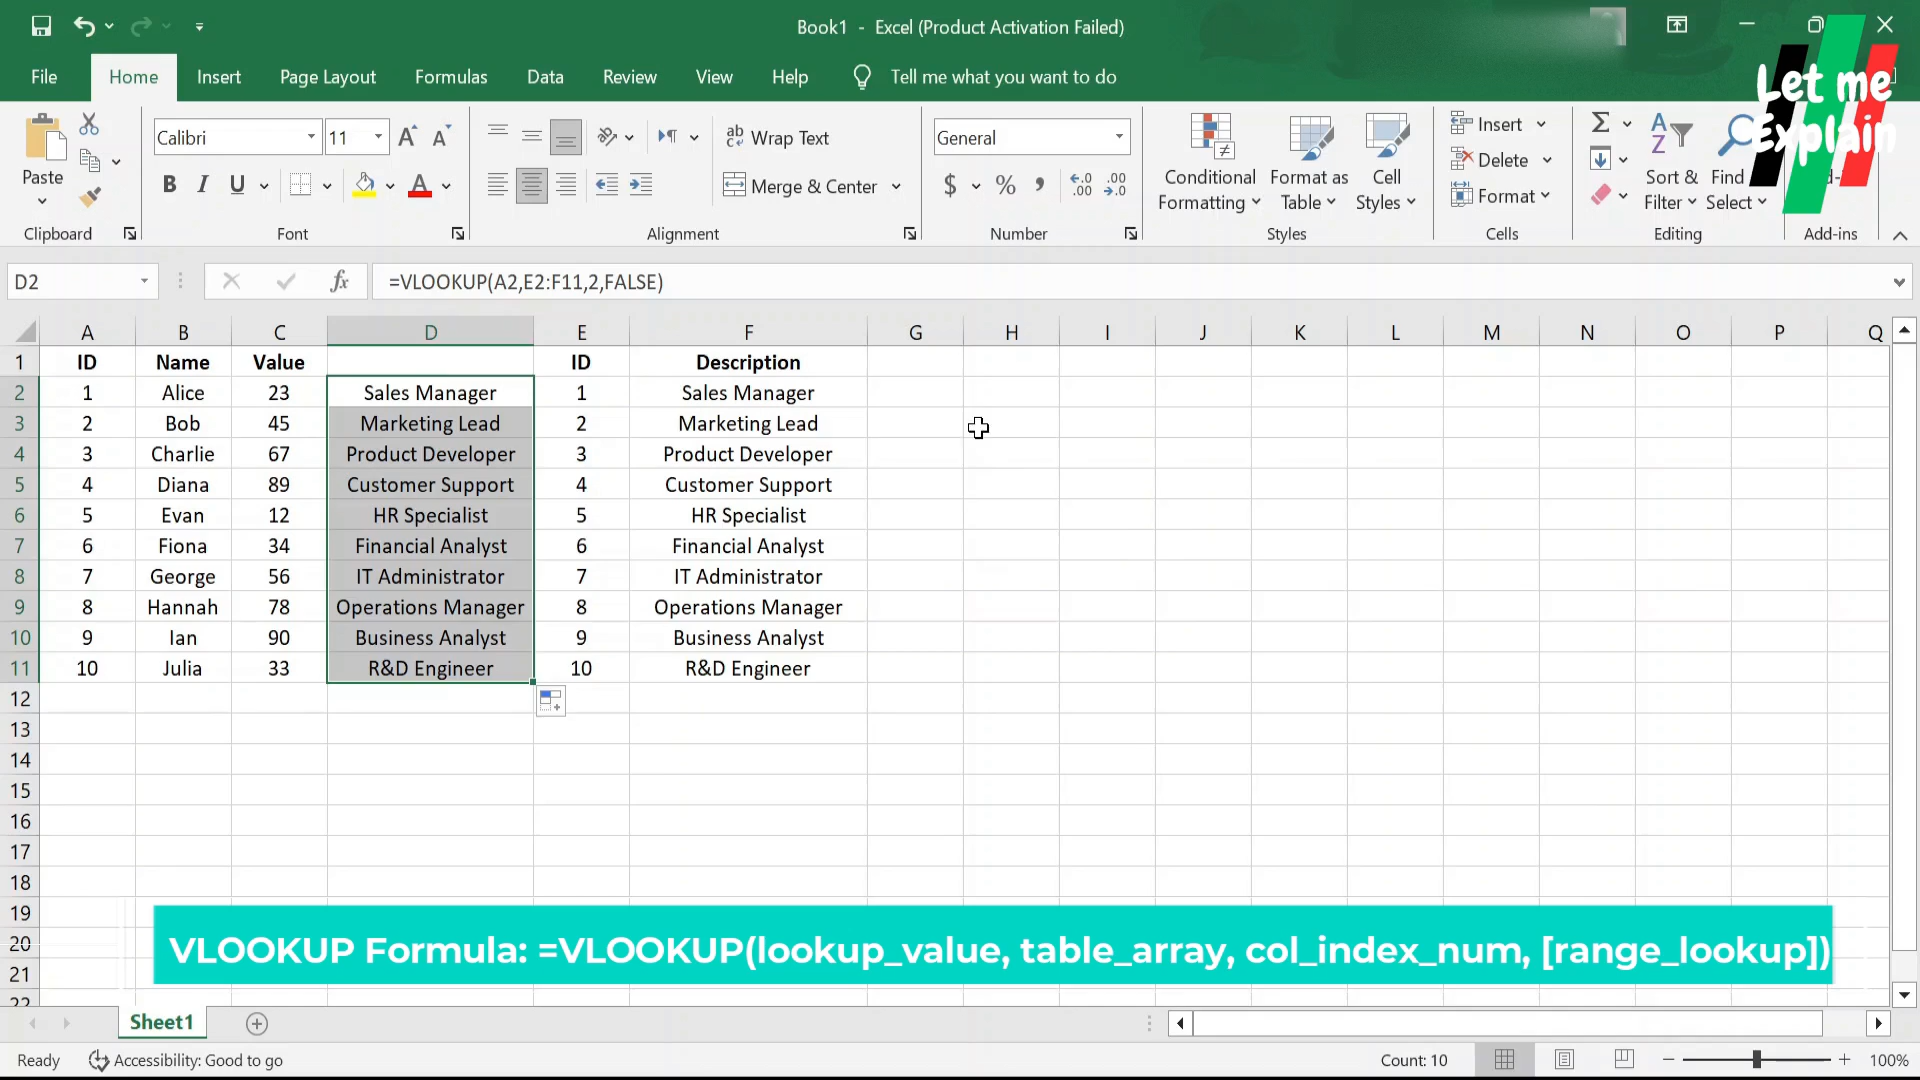 Book1 - Excel (Product Activation Failed)
File Home Insert Page Layout Formulas Data Review View Help Tell me what you want to do
Let me
Explain
Paste
Clipboard
Calibri 11
B I U
Font
Wrap Text
Merge & Center
Alignment
General
$ % ,
Number
Conditional
Formatting
Format as
Table
Cell
Styles
Styles
Insert
Delete
Format
Cells
Sort &
Filter
Find
Select
Editing
Add-ins
D2 fx =VLOOKUP(A2,E2:F11,2,FALSE)
A B C D E F G H I J K L M N O P Q
1 ID Name Value ID Description
2 1 Alice 23 Sales Manager 1 Sales Manager
3 2 Bob 45 Marketing Lead 2 Marketing Lead
4 3 Charlie 67 Product Developer 3 Product Developer
5 4 Diana 89 Customer Support 4 Customer Support
6 5 Evan 12 HR Specialist 5 HR Specialist
7 6 Fiona 34 Financial Analyst 6 Financial Analyst
8 7 George 56 IT Administrator 7 IT Administrator
9 8 Hannah 78 Operations Manager 8 Operations Manager
10 9 Ian 90 Business Analyst 9 Business Analyst
11 10 Julia 33 R&D Engineer 10 R&D Engineer
12
13
14
15
16
17
18
19
20
21
22
VLOOKUP Formula: =VLOOKUP(lookup_value, table_array, col_index_num, [range_lookup])
Sheet1
Ready Accessibility: Good to go Count: 10 100%